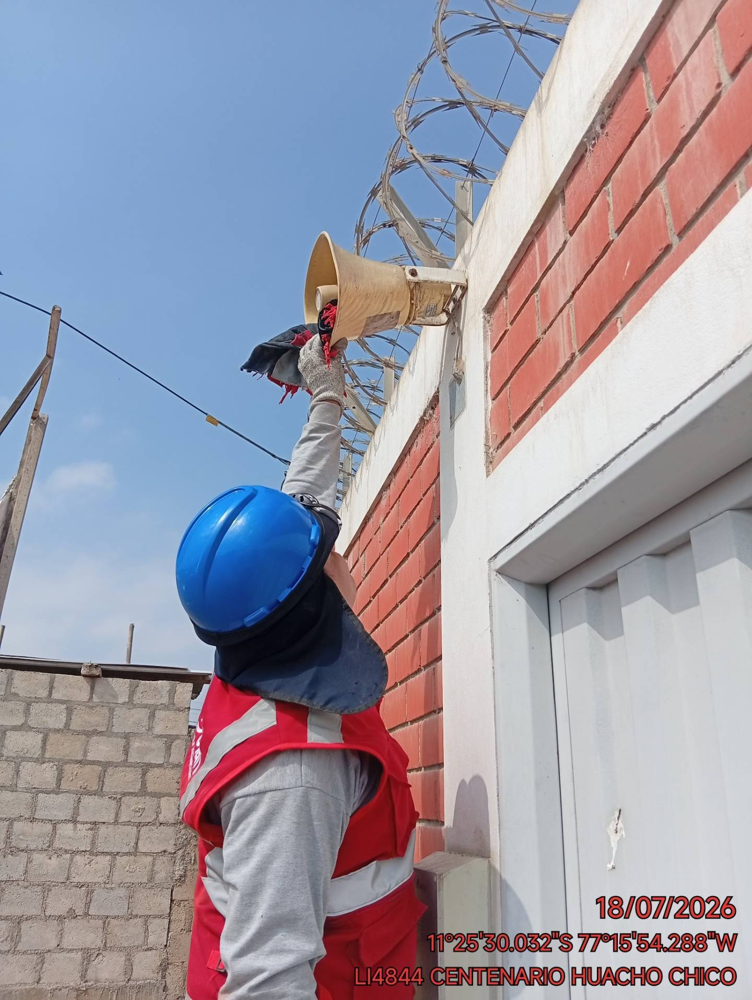 18/07/2026
11°25'30.032"S 77°15'54.288"W
LI4844 CENTENARIO HUACHO CHICO